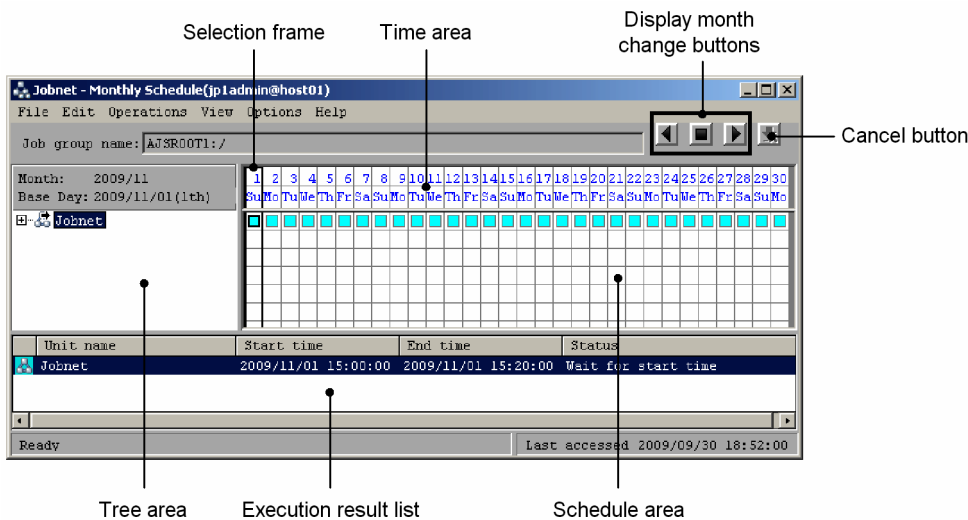 Display month
change buttons
Selection frame
Time area
Jobnet - Monthly Schedule(jp1admin@host01)
File Edit Operations View Options Help
Job group name: AJSROOT1:/
Cancel button
Month: 2009/11
1 2 3 4 5 6 7 8 9 10 11 12 13 14 15 16 17 18 19 20 21 22 23 24 25 26 27 28 29 30
Base Day: 2009/11/01(1th)
Su Mo Tu We Th Fr Sa Su Mo Tu We Th Fr Sa Su Mo Tu We Th Fr Sa Su Mo Tu We Th Fr Sa Su Mo
Jobnet
Unit name Start time End time Status
Jobnet 2009/11/01 15:00:00 2009/11/01 15:20:00 Wait for start time
Ready Last accessed 2009/09/30 18:52:00
Tree area
Execution result list
Schedule area